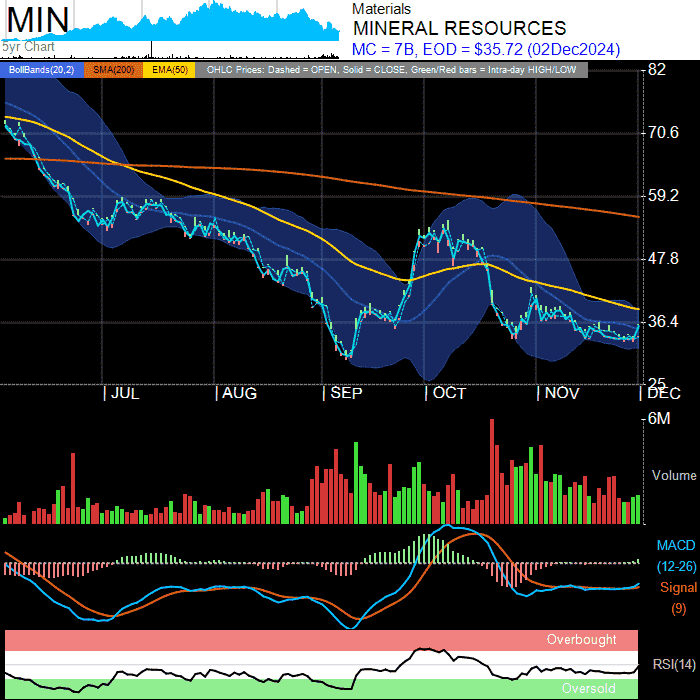 MIN
5yr Chart
Materials
MINERAL RESOURCES
MC = 7B, EOD = $35.72 (02Dec2024)
BollBands(20,2) SMA(200) EMA(50) OHLC Prices: Dashed = OPEN, Solid = CLOSE, Green/Red bars = Intra-day HIGH/LOW
82
70.6
59.2
47.8
36.4
25
JUL AUG SEP OCT NOV DEC
6M
Volume
MACD
(12-26)
Signal
(9)
Overbought
RSI(14)
Oversold